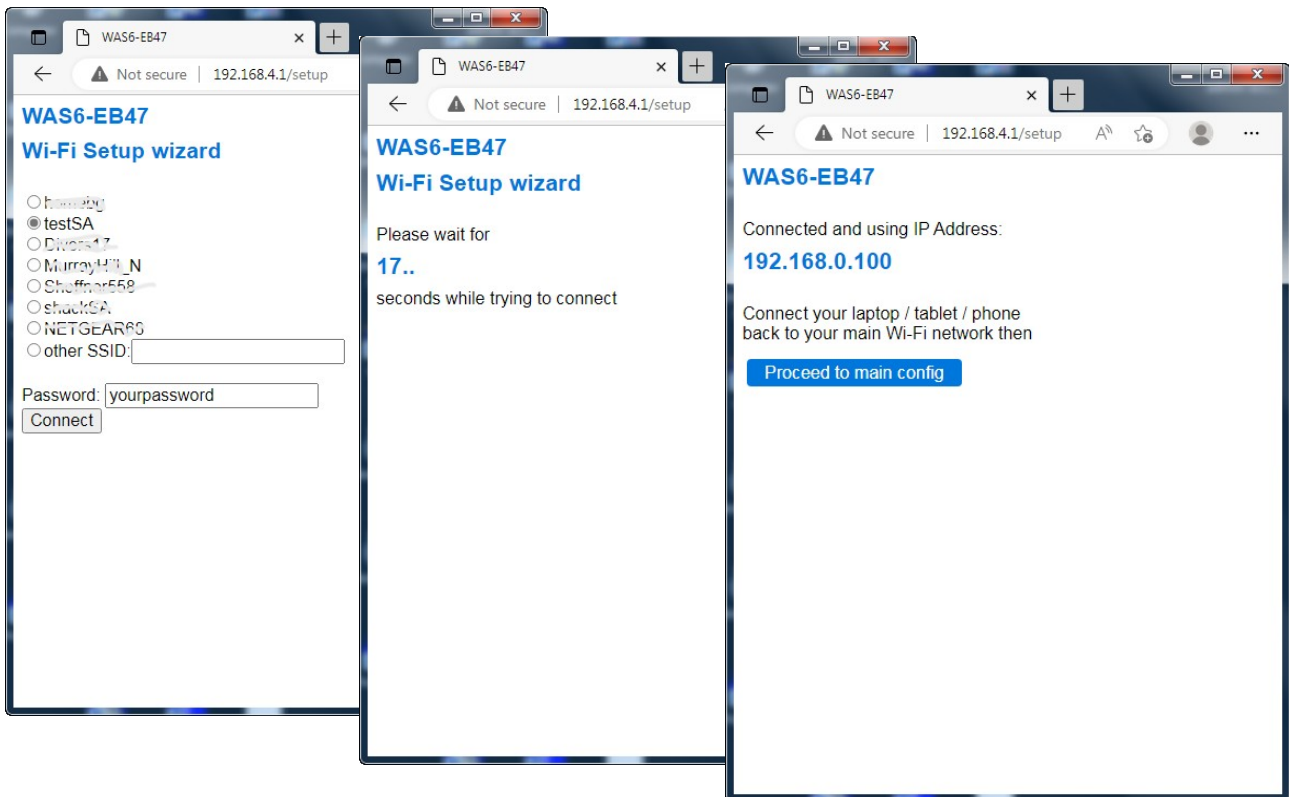 WAS6-EB47
Not secure | 192.168.4.1/setup
WAS6-EB47
Wi-Fi Setup wizard
testSA
other SSID:
Password: yourpassword
Connect
WAS6-EB47
Not secure | 192.168.4.1/setup
WAS6-EB47
Wi-Fi Setup wizard
Please wait for
17..
seconds while trying to connect
WAS6-EB47
Not secure | 192.168.4.1/setup
WAS6-EB47
Connected and using IP Address:
192.168.0.100
Connect your laptop / tablet / phone
back to your main Wi-Fi network then
Proceed to main config